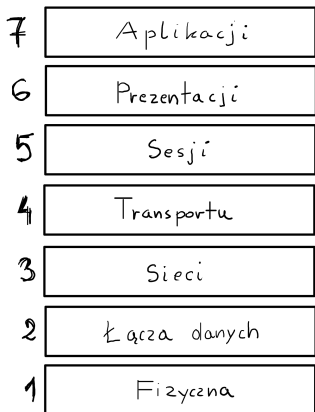 7 Aplikacji
6 Prezentacji
5 Sesji
4 Transportu
3 Sieci
2 Łącza danych
1 Fizyczna